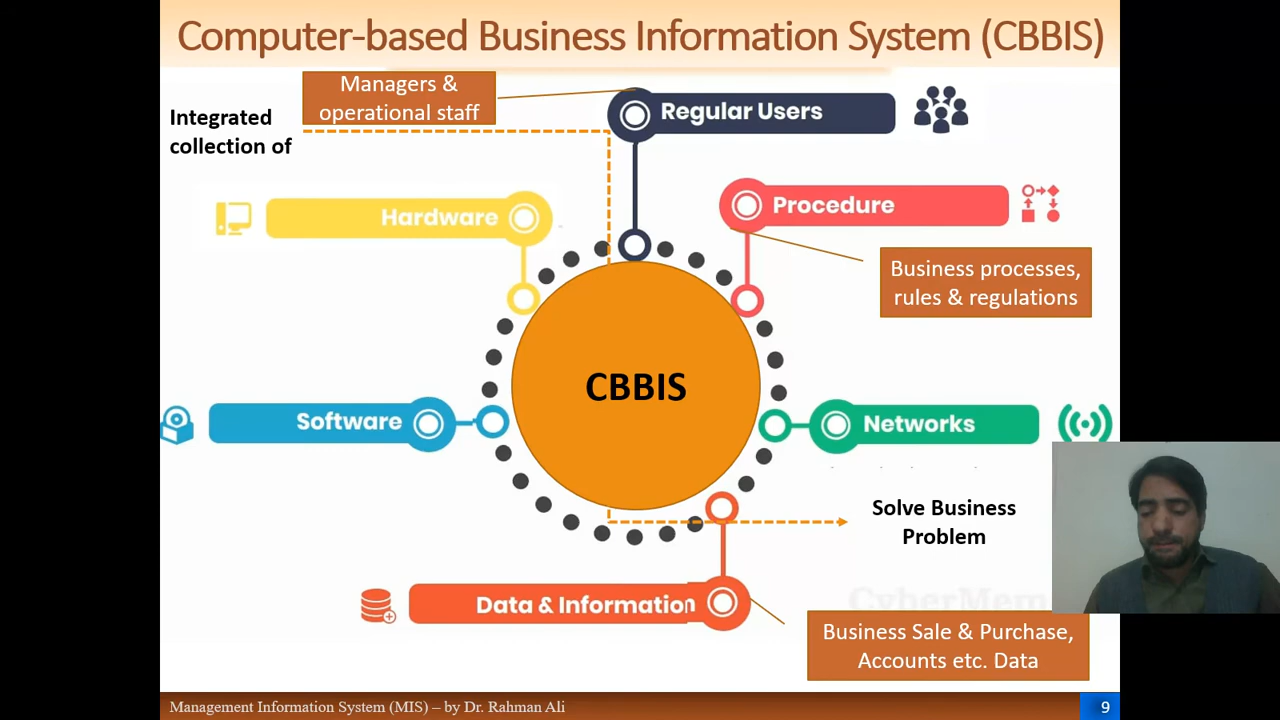 Computer-based Business Information System (CBBIS)
Managers &
operational staff
Integrated
collection of
Regular Users
Hardware
Procedure
Business processes,
rules & regulations
CBBIS
Software
Networks
Solve Business
Problem
Data & Information
CyberMem
Business Sale & Purchase,
Accounts etc. Data
Management Information System (MIS) – by Dr. Rahman Ali
9